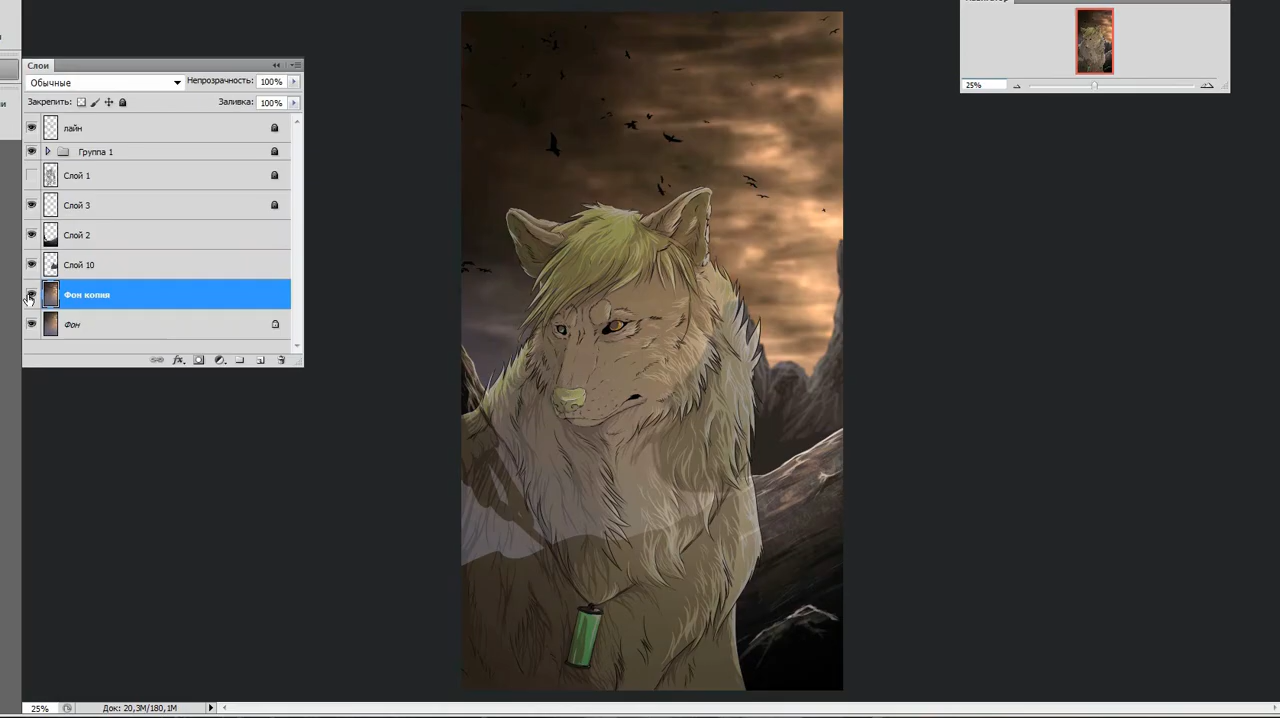 Слои
Обычные
Непрозрачность: 100%
Закрепить:
Заливка: 100%
лайн
Группа 1
Слой 1
Слой 3
Слой 2
Слой 10
Фон копия
Фон
fx
25%
25%
Док: 20,3M/180,1M